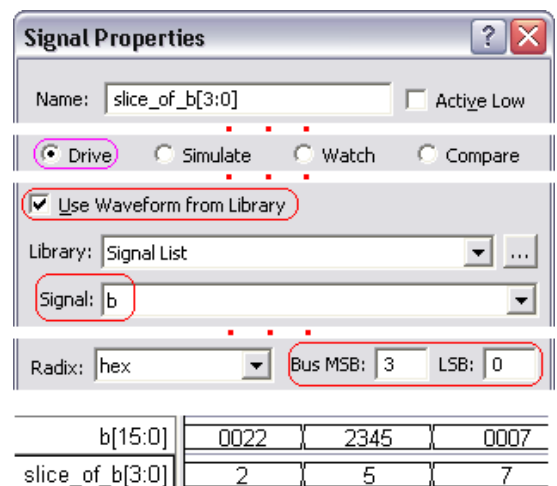 Signal Properties ?
Name: slice_of_b[3:0] Active Low
Drive Simulate Watch Compare
Use Waveform from Library
Library: Signal List ...
Signal: b
Radix: hex Bus MSB: 3 LSB: 0
b[15:0] 0022 2345 0007
slice_of_b[3:0] 2 5 7